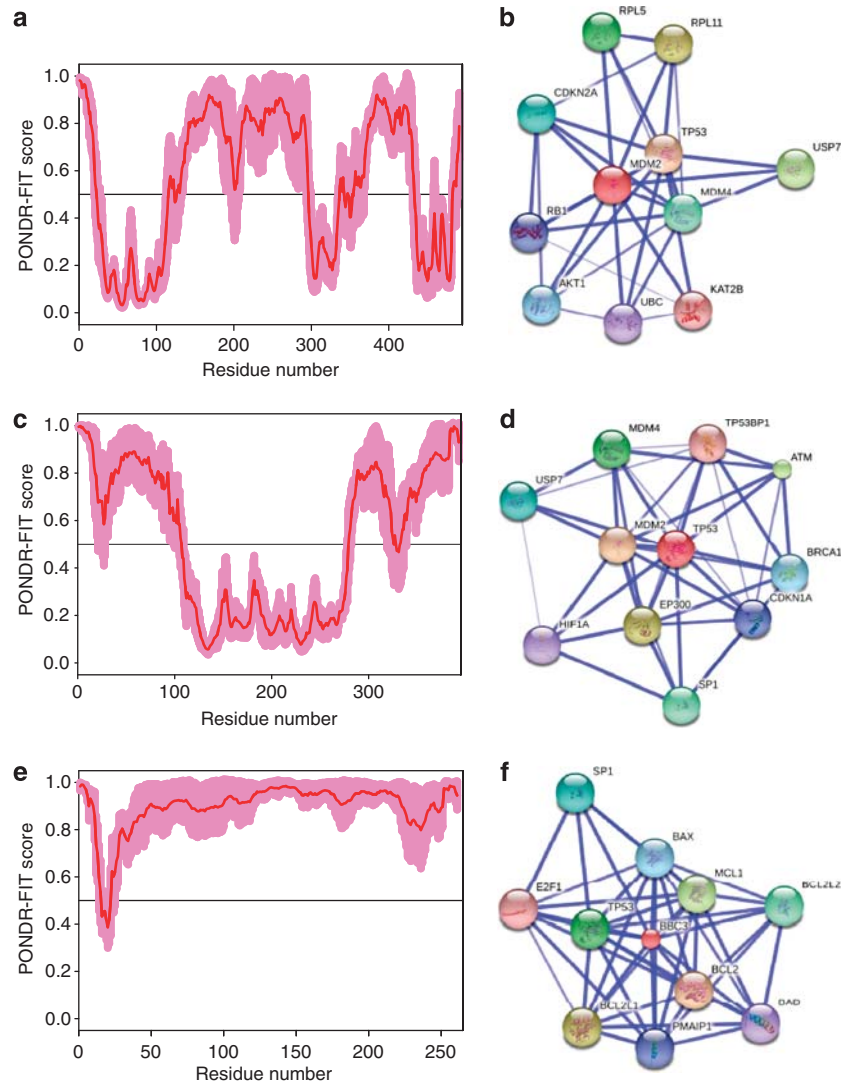 a
PONDR-FIT score
1.0
0.8
0.6
0.4
0.2
0.0
0
100
200
300
400
Residue number
b
RPL5
RPL11
CDKN2A
TP53
USP7
MDM2
MDM4
RB1
AKT1
UBC
KAT2B
c
PONDR-FIT score
1.0
0.8
0.6
0.4
0.2
0.0
0
100
200
300
Residue number
d
MDM4
TP53BP1
ATM
USP7
MDM2
TP53
BRCA1
EP300
CDKN1A
HIF1A
SP1
e
PONDR-FIT score
1.0
0.8
0.6
0.4
0.2
0.0
0
50
100
150
200
250
Residue number
f
SP1
BAX
MCL1
BCL2L2
E2F1
TP53
BBC3
BCL2
BCL2L1
BAD
PMAIP1